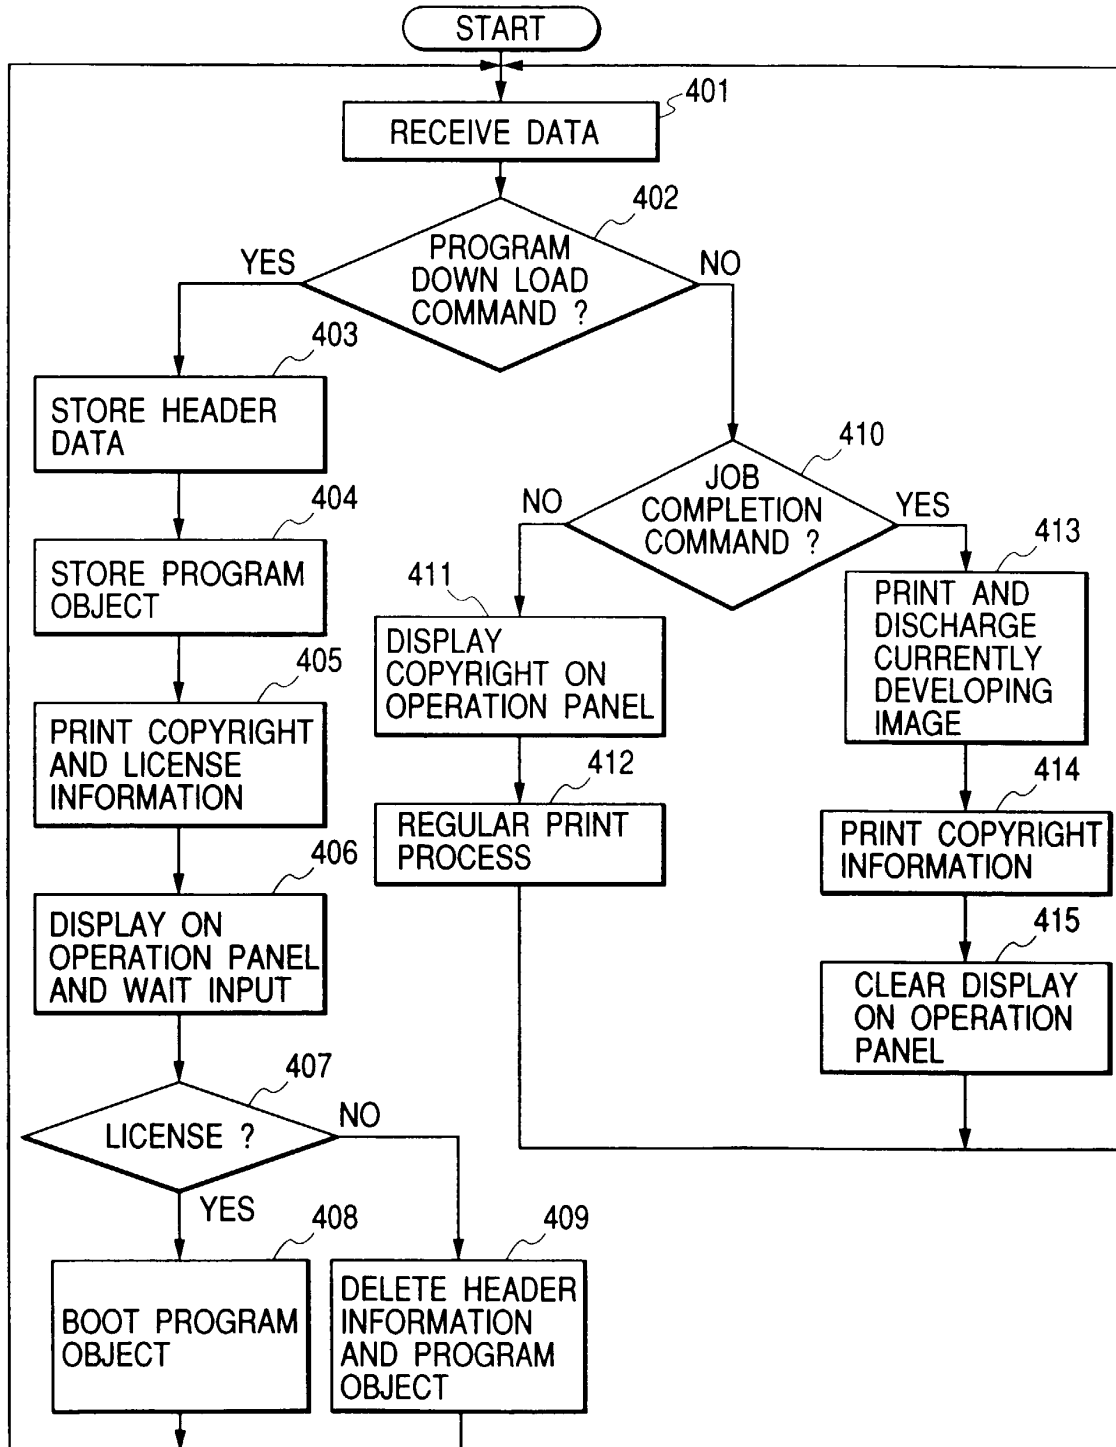 START
401
RECEIVE DATA
402
PROGRAM
DOWN LOAD
COMMAND ?
YES
NO
403
STORE HEADER
DATA
404
STORE PROGRAM
OBJECT
405
PRINT COPYRIGHT
AND LICENSE
INFORMATION
406
DISPLAY ON
OPERATION PANEL
AND WAIT INPUT
407
LICENSE ?
NO
YES
408
BOOT PROGRAM
OBJECT
409
DELETE HEADER
INFORMATION
AND PROGRAM
OBJECT
410
JOB
COMPLETION
COMMAND ?
NO
YES
411
DISPLAY
COPYRIGHT ON
OPERATION PANEL
412
REGULAR PRINT
PROCESS
413
PRINT AND
DISCHARGE
CURRENTLY
DEVELOPING
IMAGE
414
PRINT COPYRIGHT
INFORMATION
415
CLEAR DISPLAY
ON OPERATION
PANEL